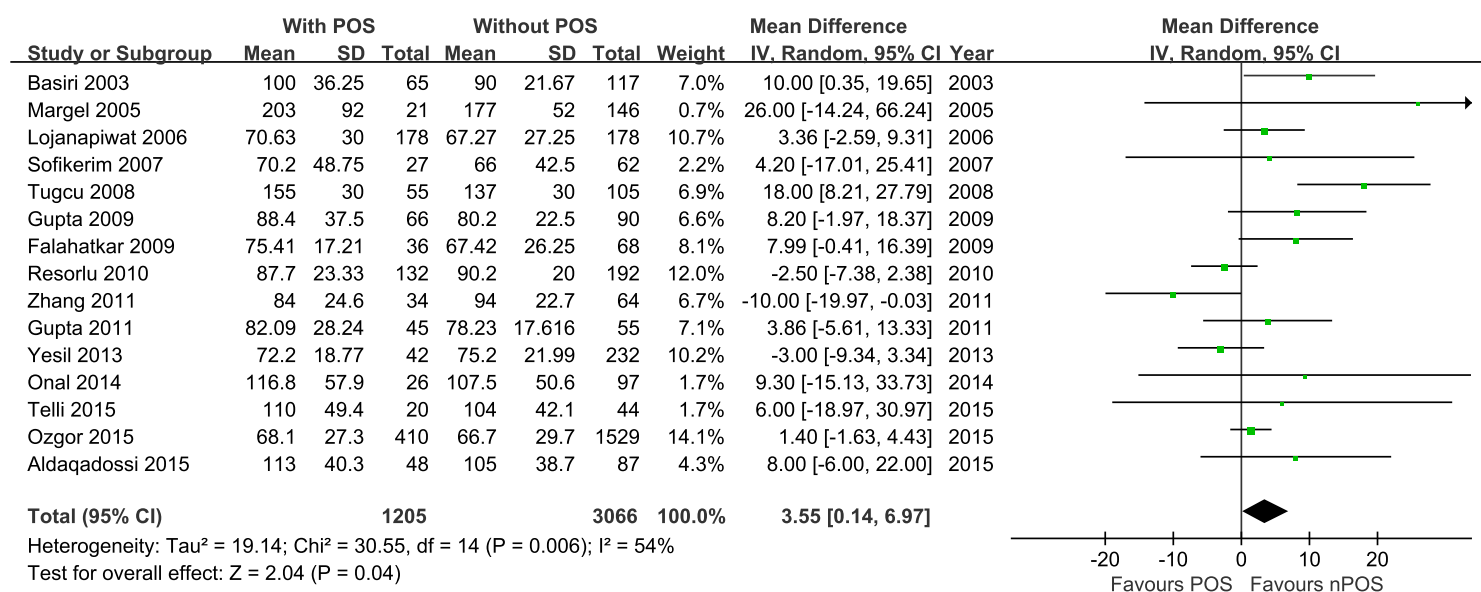 With POS Without POS Mean Difference Mean Difference
Study or Subgroup Mean SD Total Mean SD Total Weight IV, Random, 95% CI Year IV, Random, 95% CI
Basiri 2003 100 36.25 65 90 21.67 117 7.0% 10.00 [0.35, 19.65] 2003
Margel 2005 203 92 21 177 52 146 0.7% 26.00 [-14.24, 66.24] 2005
Lojanapiwat 2006 70.63 30 178 67.27 27.25 178 10.7% 3.36 [-2.59, 9.31] 2006
Sofikerim 2007 70.2 48.75 27 66 42.5 62 2.2% 4.20 [-17.01, 25.41] 2007
Tugcu 2008 155 30 55 137 30 105 6.9% 18.00 [8.21, 27.79] 2008
Gupta 2009 88.4 37.5 66 80.2 22.5 90 6.6% 8.20 [-1.97, 18.37] 2009
Falahatkar 2009 75.41 17.21 36 67.42 26.25 68 8.1% 7.99 [-0.41, 16.39] 2009
Resorlu 2010 87.7 23.33 132 90.2 20 192 12.0% -2.50 [-7.38, 2.38] 2010
Zhang 2011 84 24.6 34 94 22.7 64 6.7% -10.00 [-19.97, -0.03] 2011
Gupta 2011 82.09 28.24 45 78.23 17.616 55 7.1% 3.86 [-5.61, 13.33] 2011
Yesil 2013 72.2 18.77 42 75.2 21.99 232 10.2% -3.00 [-9.34, 3.34] 2013
Onal 2014 116.8 57.9 26 107.5 50.6 97 1.7% 9.30 [-15.13, 33.73] 2014
Telli 2015 110 49.4 20 104 42.1 44 1.7% 6.00 [-18.97, 30.97] 2015
Ozgor 2015 68.1 27.3 410 66.7 29.7 1529 14.1% 1.40 [-1.63, 4.43] 2015
Aldaqadossi 2015 113 40.3 48 105 38.7 87 4.3% 8.00 [-6.00, 22.00] 2015
Total (95% CI) 1205 3066 100.0% 3.55 [0.14, 6.97]
Heterogeneity: Tau² = 19.14; Chi² = 30.55, df = 14 (P = 0.006); I² = 54%
Test for overall effect: Z = 2.04 (P = 0.04)
-20 -10 0 10 20
Favours POS Favours nPOS